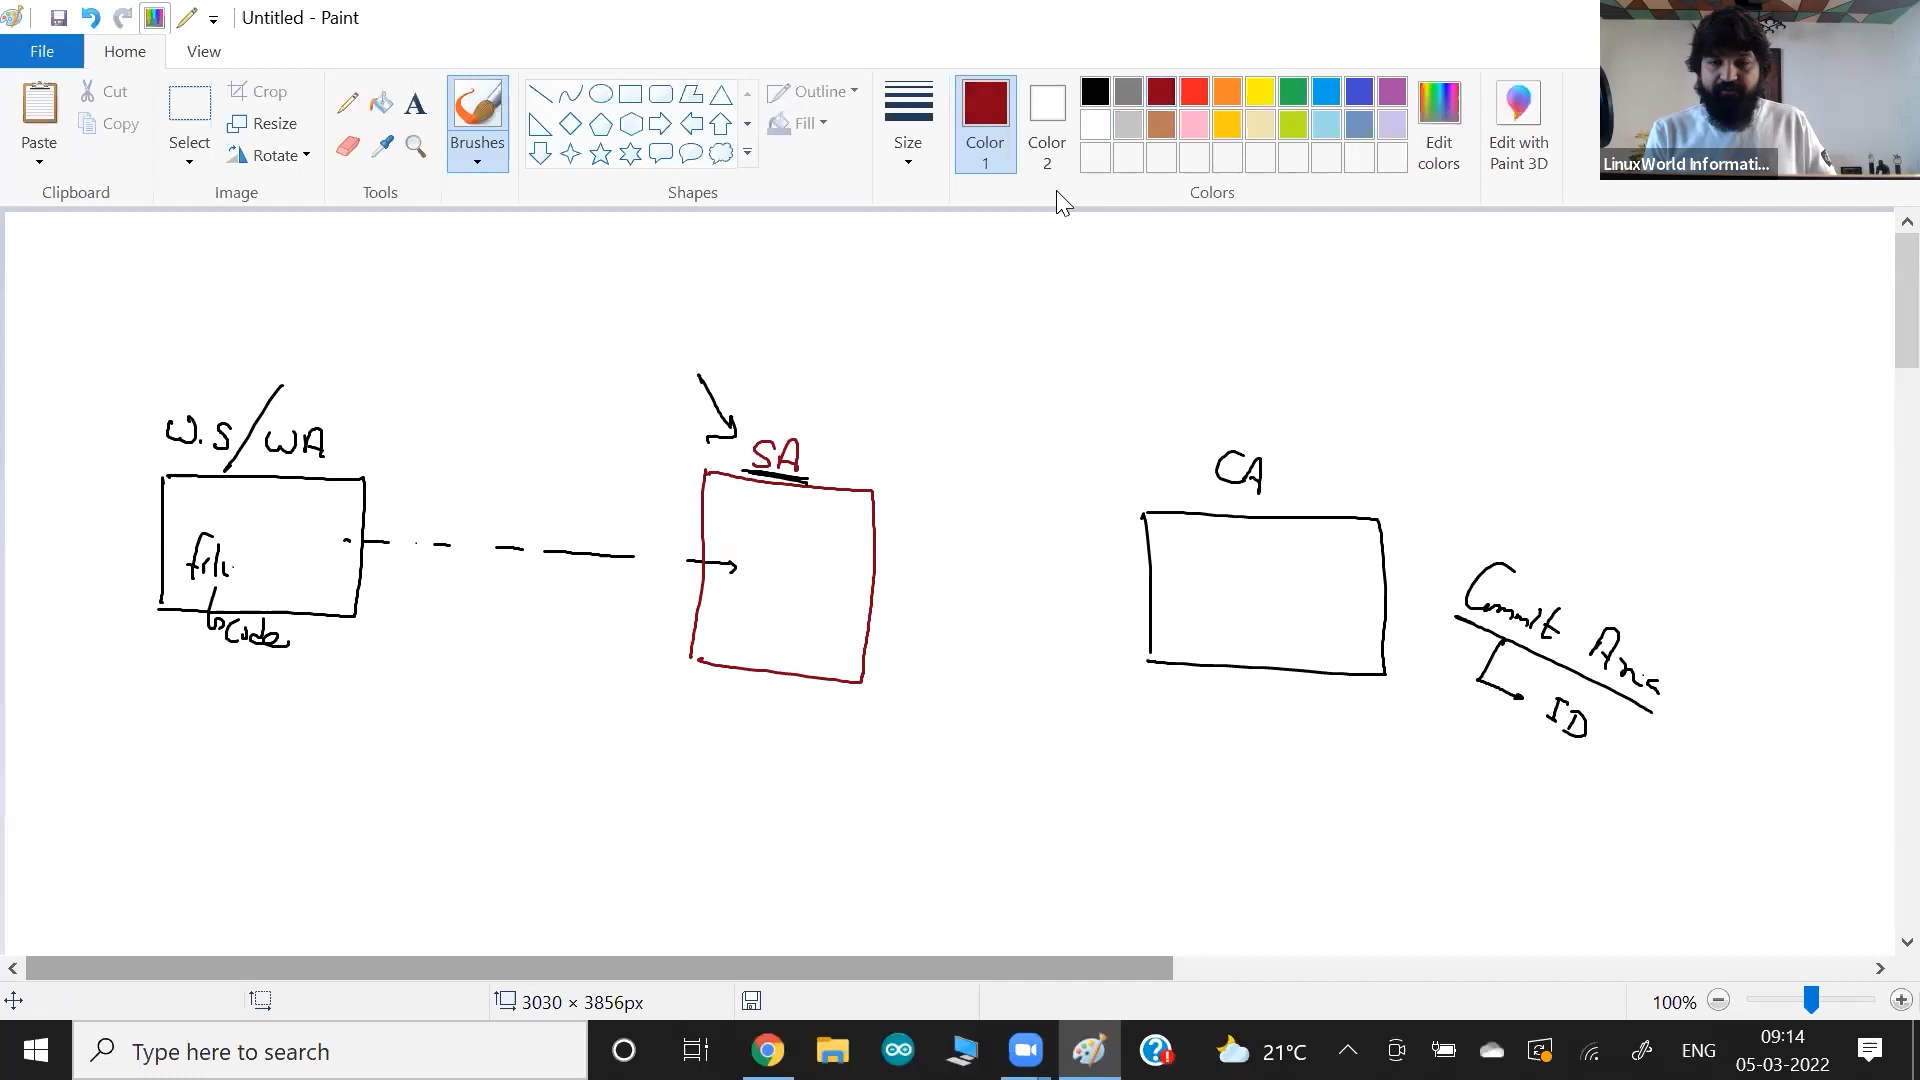 Untitled - Paint
File
Home
View
Paste
Cut
Copy
Clipboard
Select
Crop
Resize
Rotate
Image
Tools
Brushes
Shapes
Outline
Fill
Size
Color 1
Color 2
Colors
Edit colors
Edit with Paint 3D
LinuxWorld Informati...
W.S/WA
Code
SA
CA
Commit Area
ID
3030 × 3856px
100%
Type here to search
21°C
ENG
09:14
05-03-2022